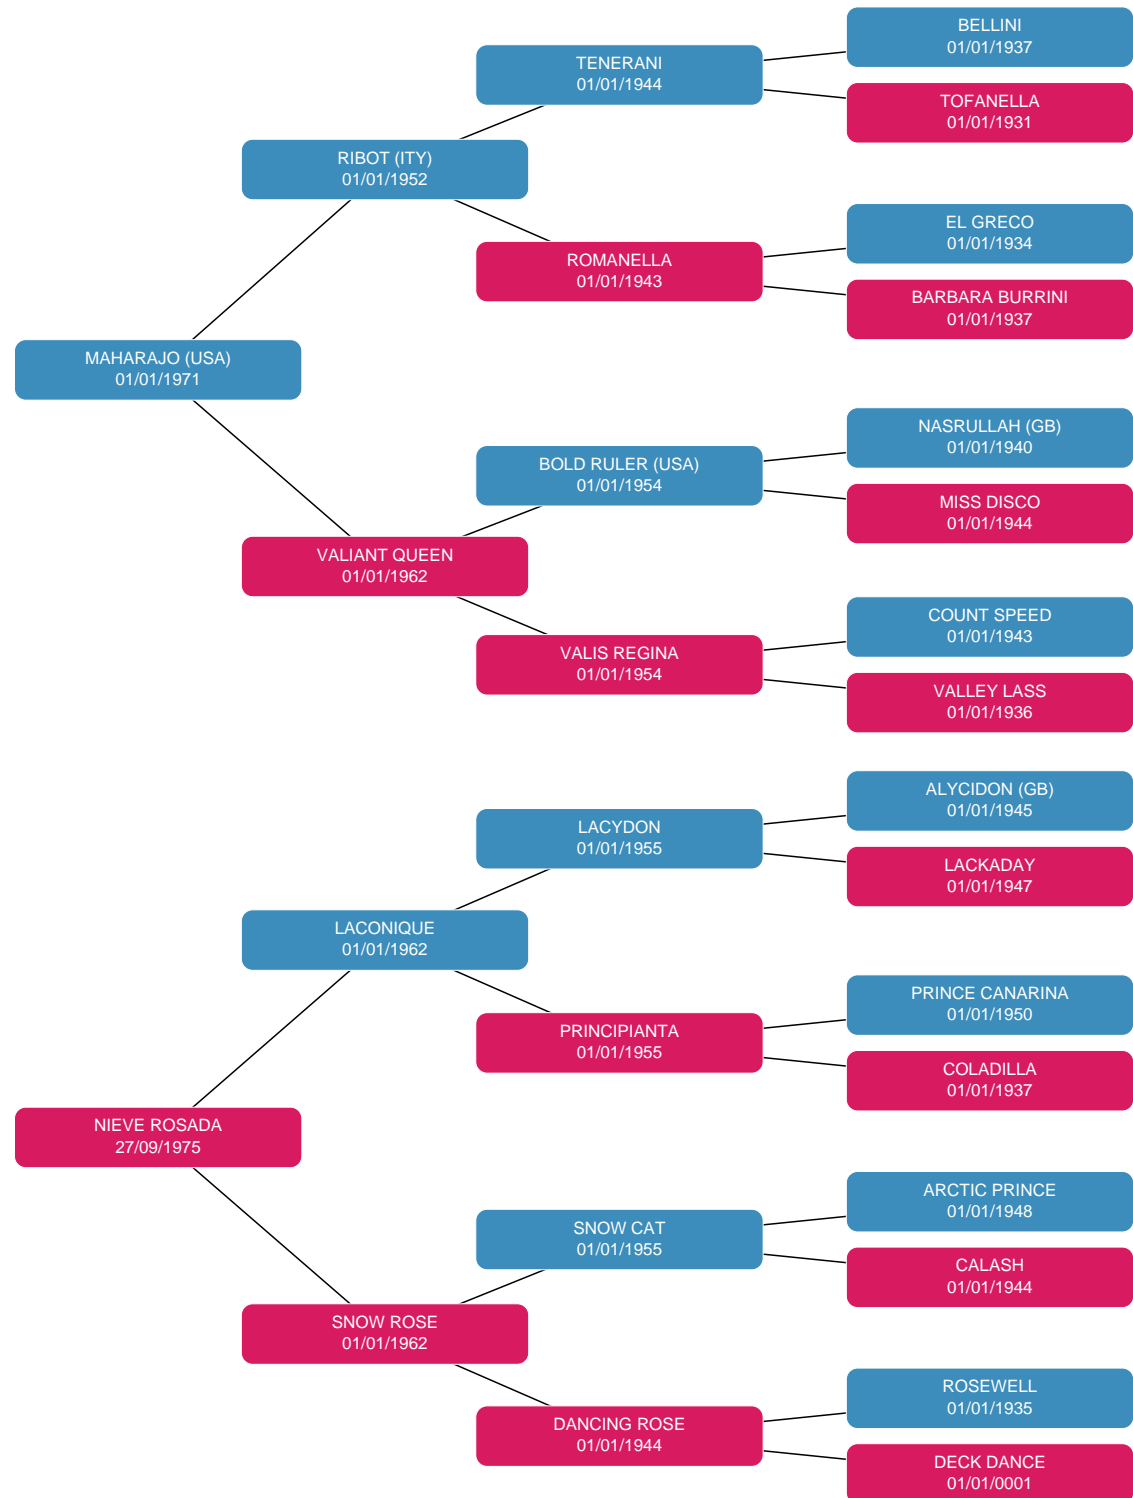 BELLINI
01/01/1937
TENERANI
01/01/1944
TOFANELLA
01/01/1931
RIBOT (ITY)
01/01/1952
EL GRECO
01/01/1934
ROMANELLA
01/01/1943
BARBARA BURRINI
01/01/1937
MAHARAJO (USA)
01/01/1971
NASRULLAH (GB)
01/01/1940
BOLD RULER (USA)
01/01/1954
MISS DISCO
01/01/1944
VALIANT QUEEN
01/01/1962
COUNT SPEED
01/01/1943
VALIS REGINA
01/01/1954
VALLEY LASS
01/01/1936
ALYCIDON (GB)
01/01/1945
LACYDON
01/01/1955
LACKADAY
01/01/1947
LACONIQUE
01/01/1962
PRINCE CANARINA
01/01/1950
PRINCIPIANTA
01/01/1955
COLADILLA
01/01/1937
NIEVE ROSADA
27/09/1975
ARCTIC PRINCE
01/01/1948
SNOW CAT
01/01/1955
CALASH
01/01/1944
SNOW ROSE
01/01/1962
ROSEWELL
01/01/1935
DANCING ROSE
01/01/1944
DECK DANCE
01/01/0001